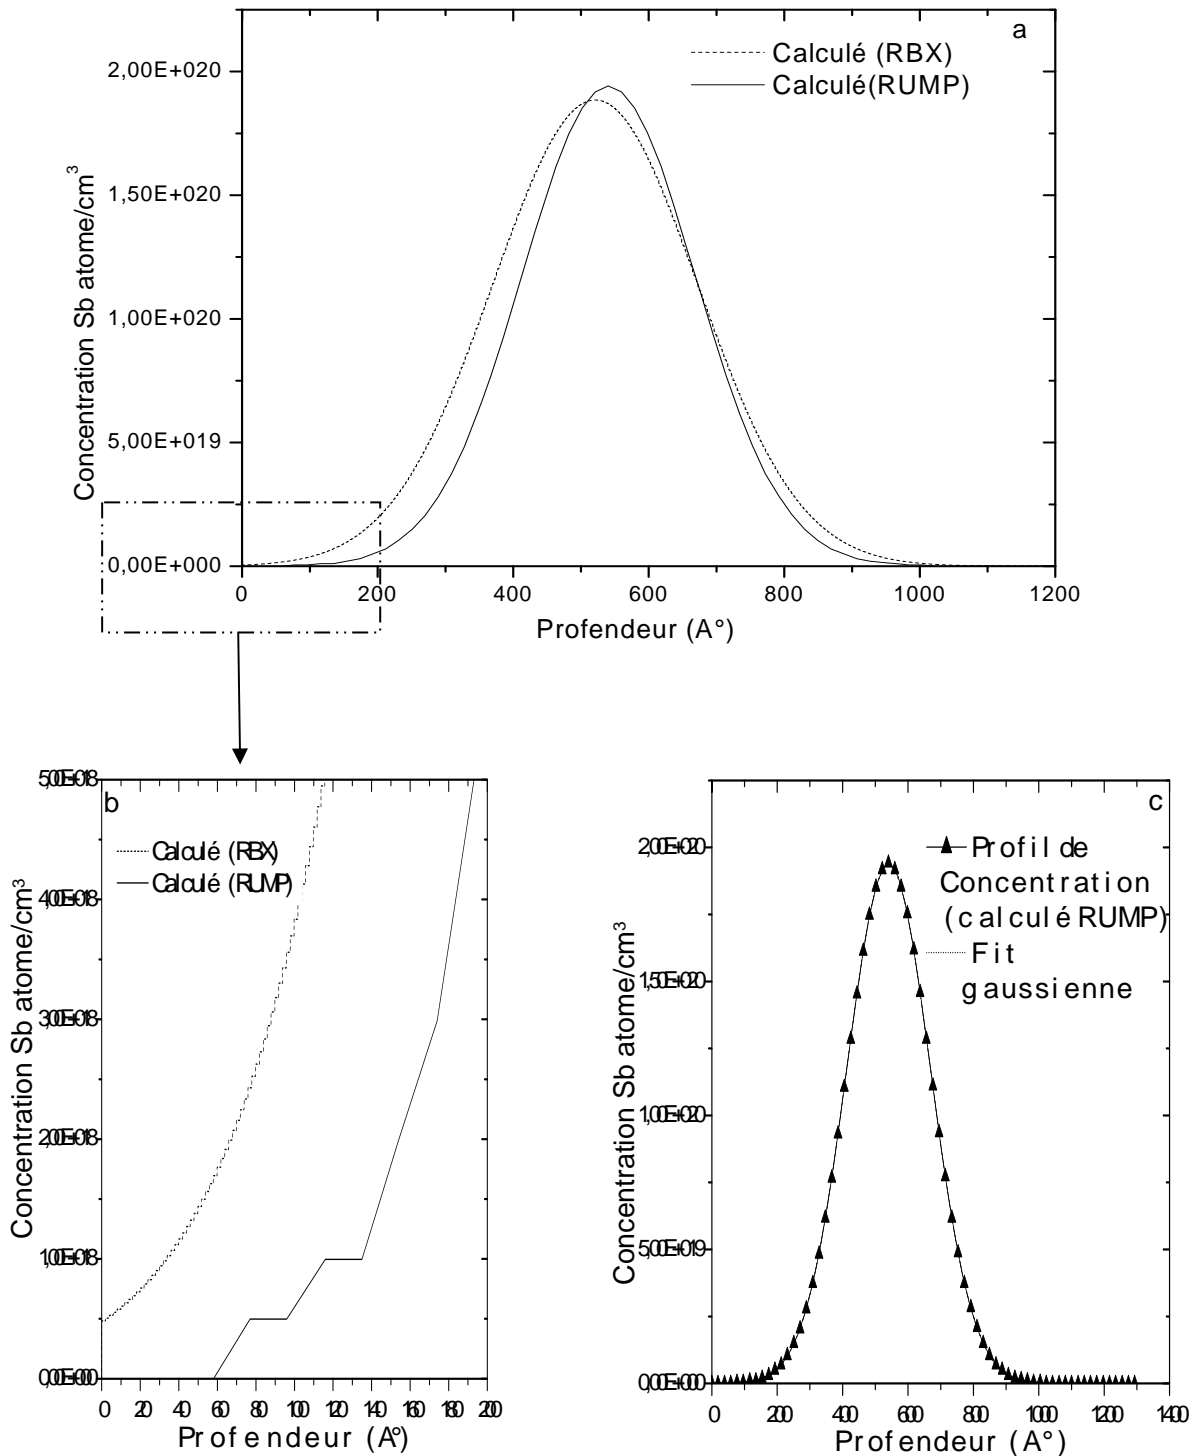 a
Calculé (RBX)
Calculé(RUMP)
2,00E+020
1,50E+020
1,00E+020
5,00E+019
0,00E+000
Concentration Sb atome/cm³
0 200 400 600 800 1000 1200
Profendeur (A°)
b
Calculé (RBX)
Calculé (RUMP)
Concentration Sb atome/cm³
0 20 40 60 80 100 120 140 160 180 200
Profendeur (A°)
c
Profil de
Concentration
(calculé RUMP)
Fit
gaussienne
Concentration Sb atome/cm³
0 200 400 600 800 1000 1200 1400
Profendeur (A°)